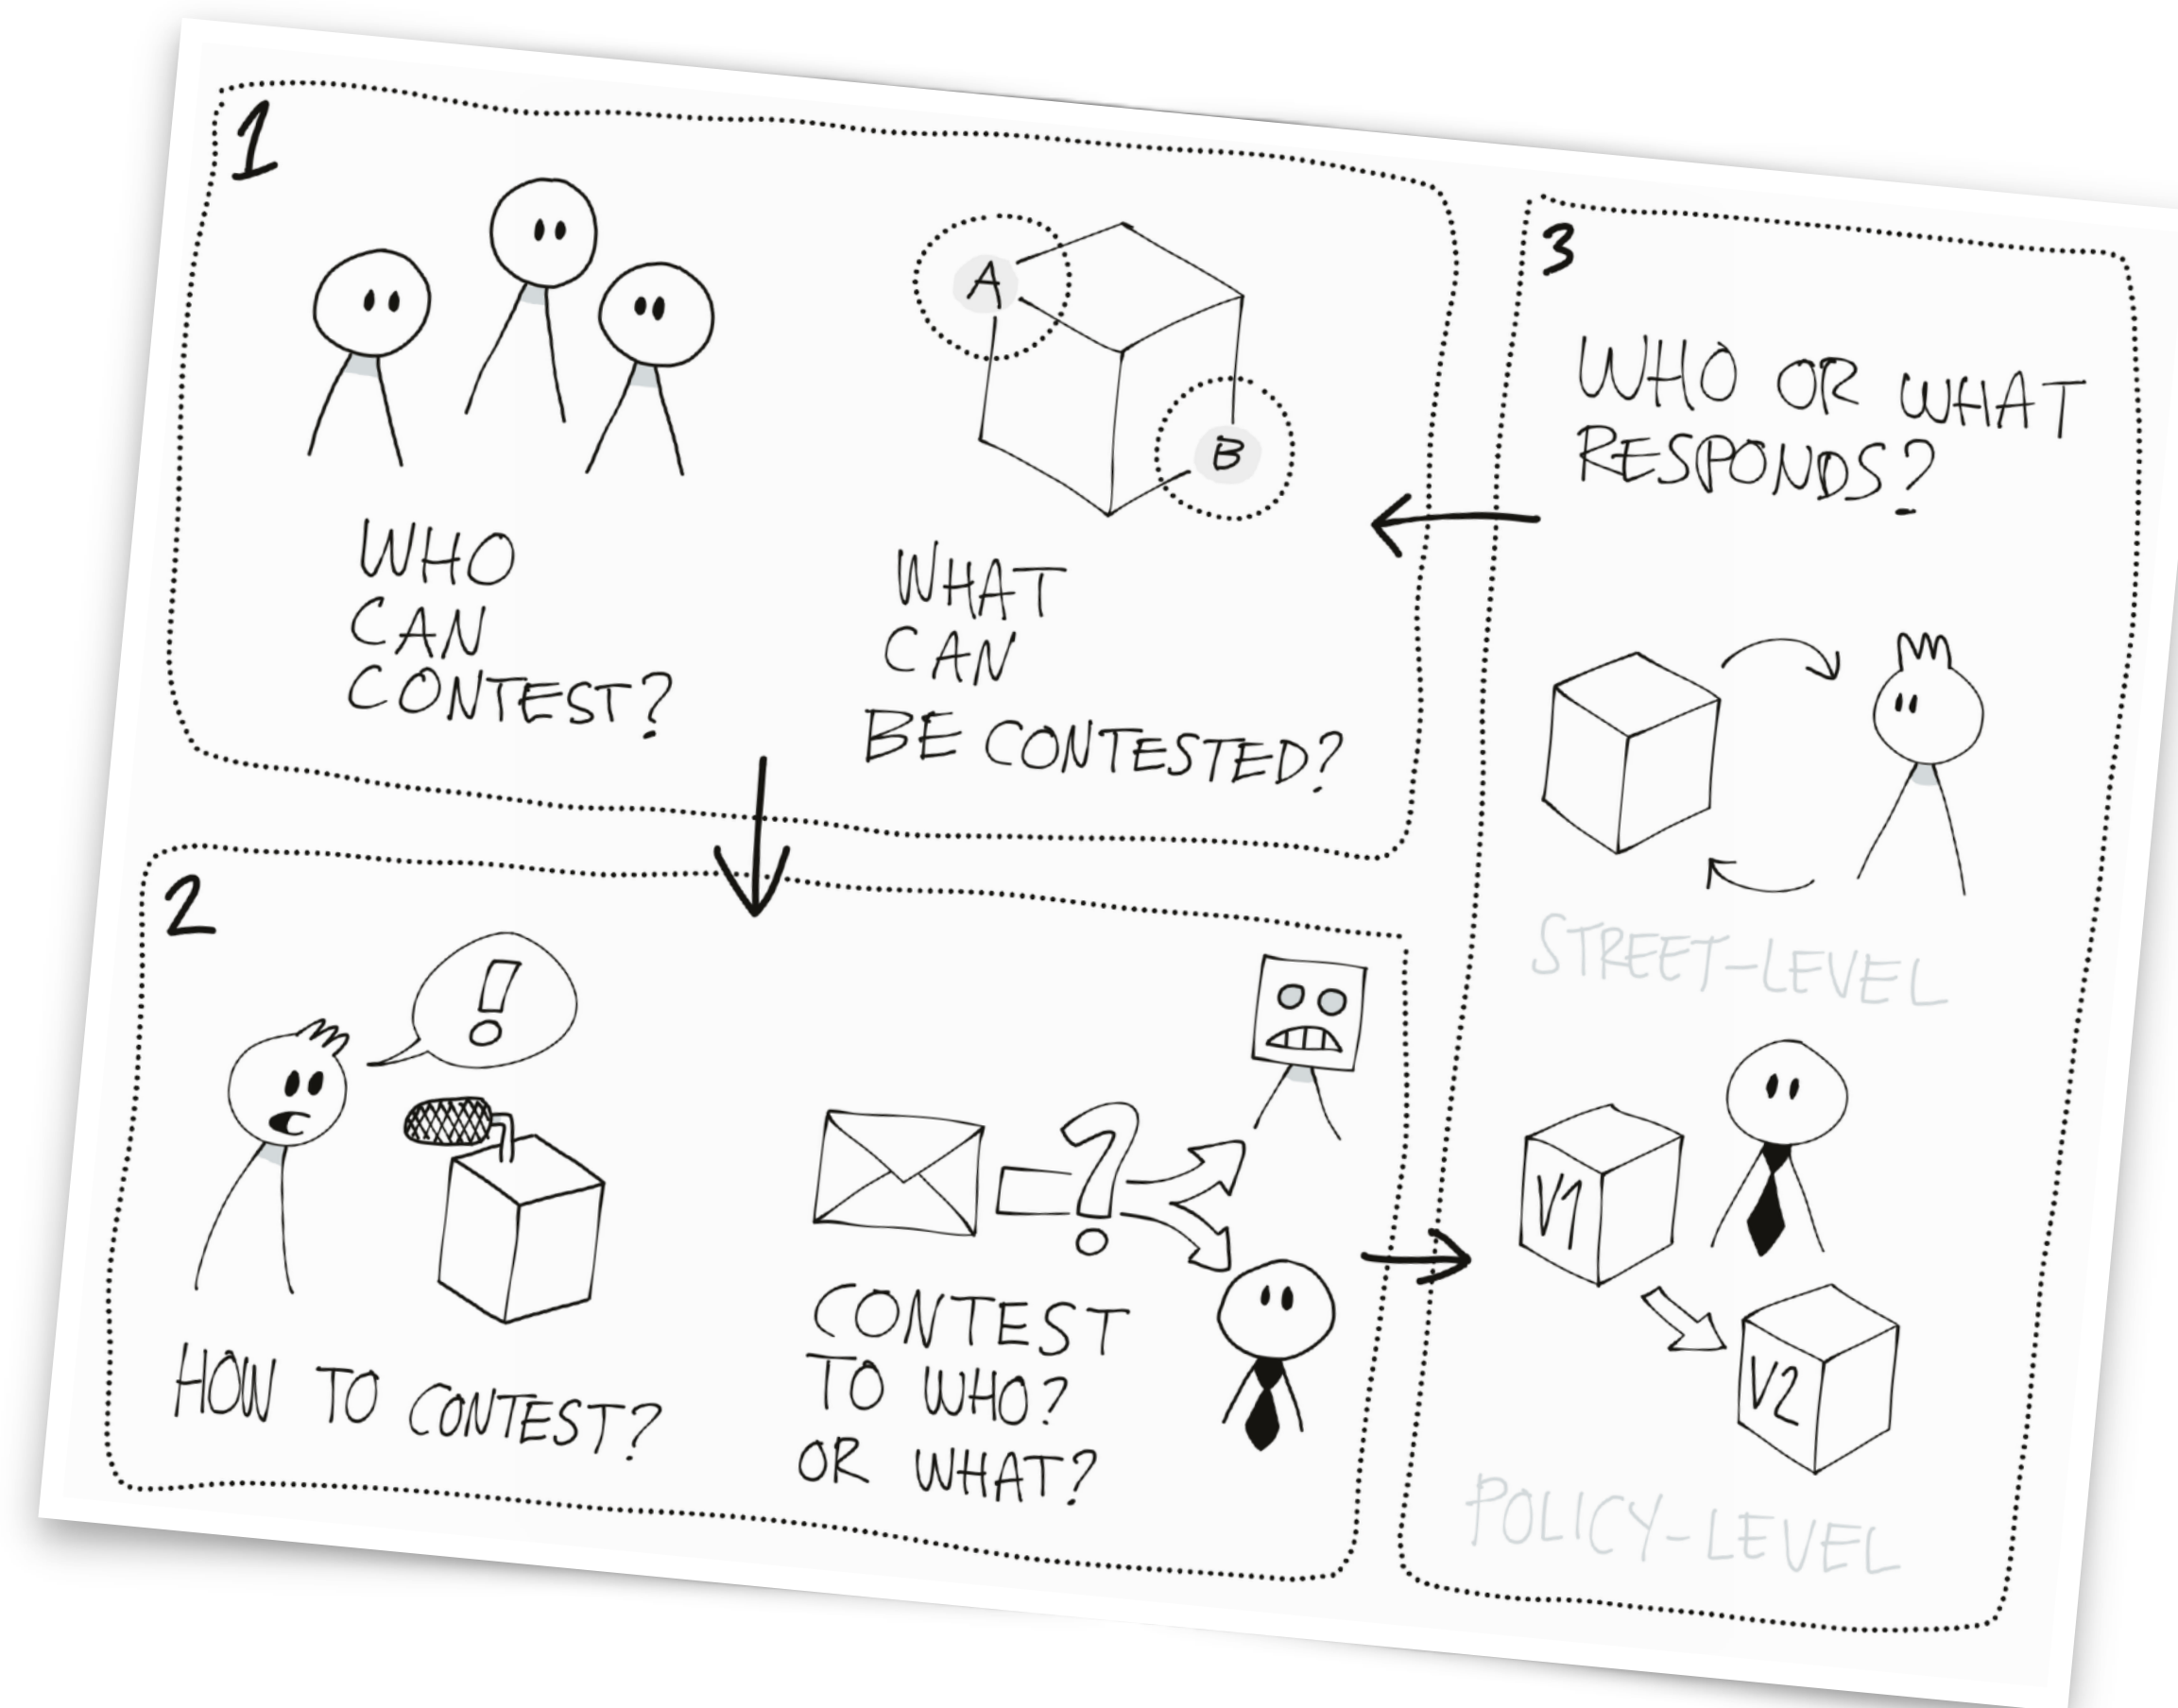 1
A
B
WHO
CAN
CONTEST?
WHAT
CAN
BE CONTESTED?
2
!
?
HOW TO CONTEST?
CONTEST
TO WHO?
OR WHAT?
3
WHO OR WHAT
RESPONDS?
STREET-LEVEL
V1
V2
POLICY-LEVEL